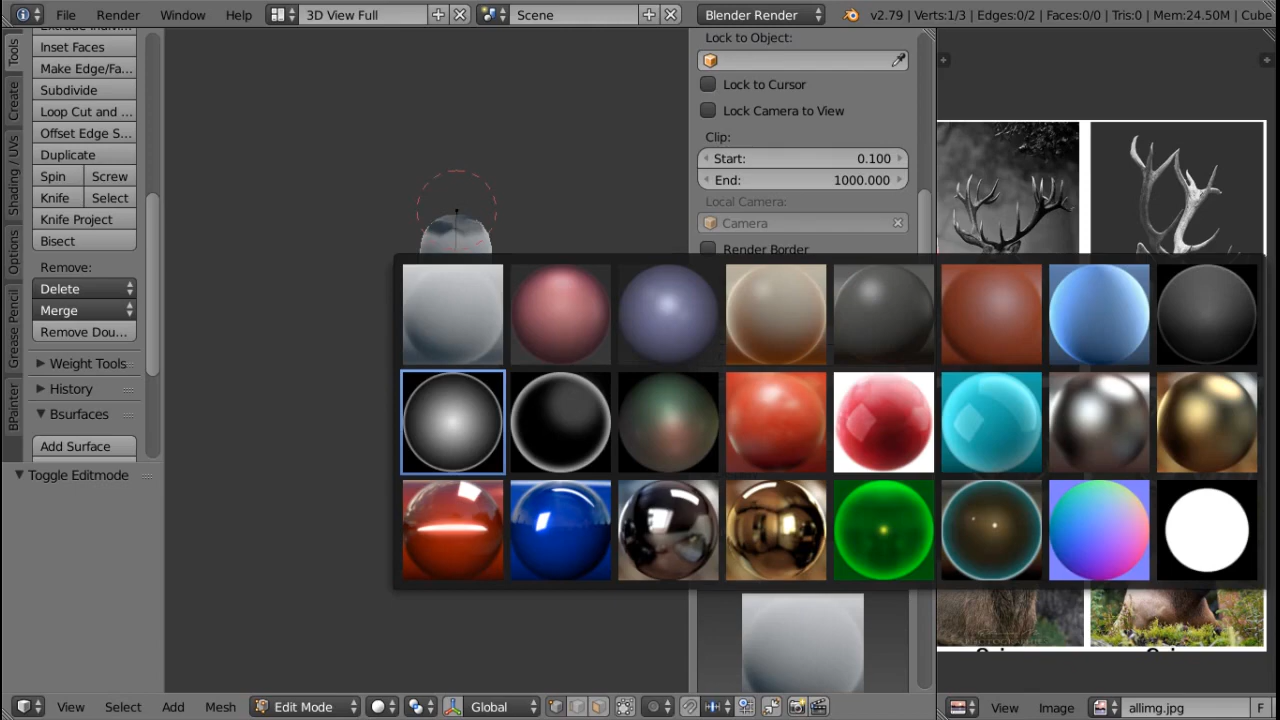 File Render Window Help 3D View Full Scene Blender Render v2.79 | Verts:1/3 | Edges:0/2 | Faces:0/0 | Tris:0 | Mem:24.50M | Cube
Tools
Create
Shading / UVs
Options
Grease Pencil
BPainter
Inset Faces
Make Edge/Fa...
Subdivide
Loop Cut and ...
Offset Edge S...
Duplicate
Spin Screw
Knife Select
Knife Project
Bisect
Remove:
Delete
Merge
Remove Dou...
Weight Tools
History
Bsurfaces
Add Surface
Toggle Editmode
Lock to Object:
Lock to Cursor
Lock Camera to View
Clip:
Start: 0.100
End: 1000.000
Local Camera:
Camera
Render Border
View Select Add Mesh Edit Mode Global
View Image allimg.jpg F